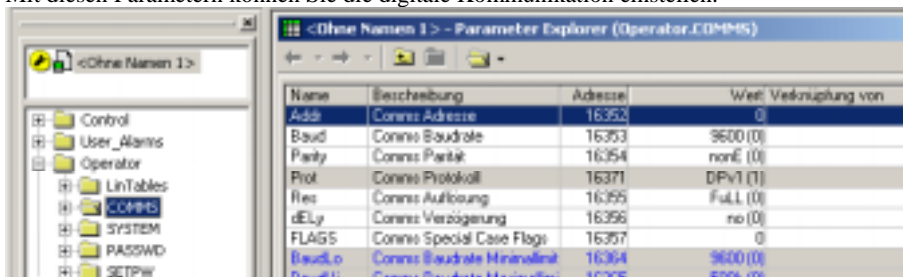 Mit diesen Parametern können Sie die digitale Kommunikation einstellen.
<Ohne Namen 1> - Parameter Explorer (Operator.COMMS)
<Ohne Namen 1>
Control
User_Alarms
Operator
LinTables
COMMS
SYSTEM
PASSWD
SETPW
Name Beschreibung Adresse Wert Verknüpfung von
Addr Comms Adresse 16352 0
Baud Comms Baudrate 16353 9600 (0)
Parity Comms Parität 16354 nonE (0)
Prot Comms Protokoll 16371 DPv1 (1)
Res Comms Auflösung 16355 FuLL (0)
dELy Comms Verzögerung 16356 no (0)
FLAGS Comms Special Case Flags 16357 0
BaudLo Comms Baudrate Minimallimit 16364 9600 (0)
Comms Baudrate